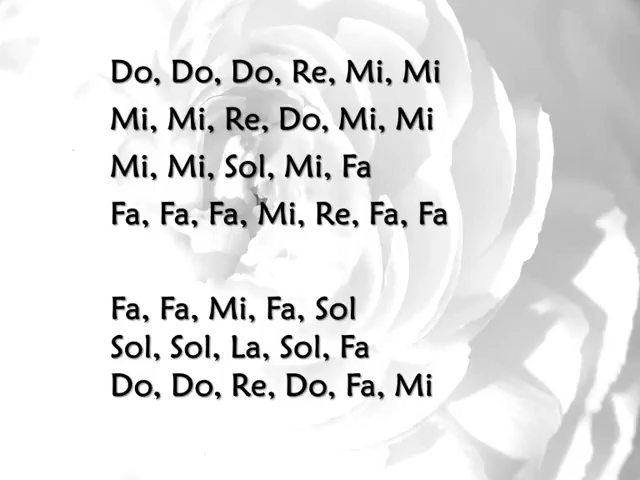 Do, Do, Do, Re, Mi, Mi
Mi, Mi, Re, Do, Mi, Mi
Mi, Mi, Sol, Mi, Fa
Fa, Fa, Fa, Mi, Re, Fa, Fa
Fa, Fa, Mi, Fa, Sol
Sol, Sol, La, Sol, Fa
Do, Do, Re, Do, Fa, Mi